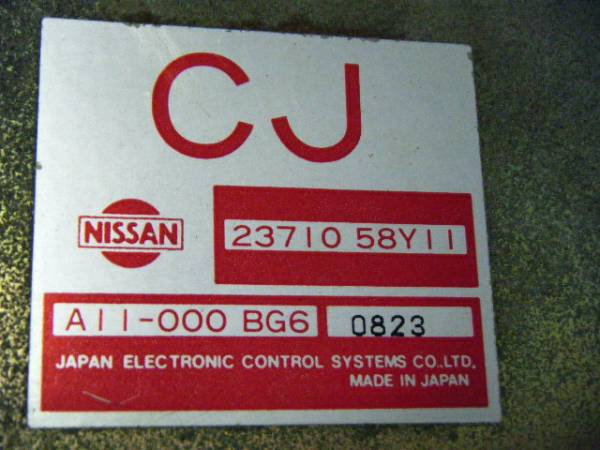 CJ
NISSAN
23710 58Y11
A11-000 BG6
0823
JAPAN ELECTRONIC CONTROL SYSTEMS CO.LTD.
MADE IN JAPAN